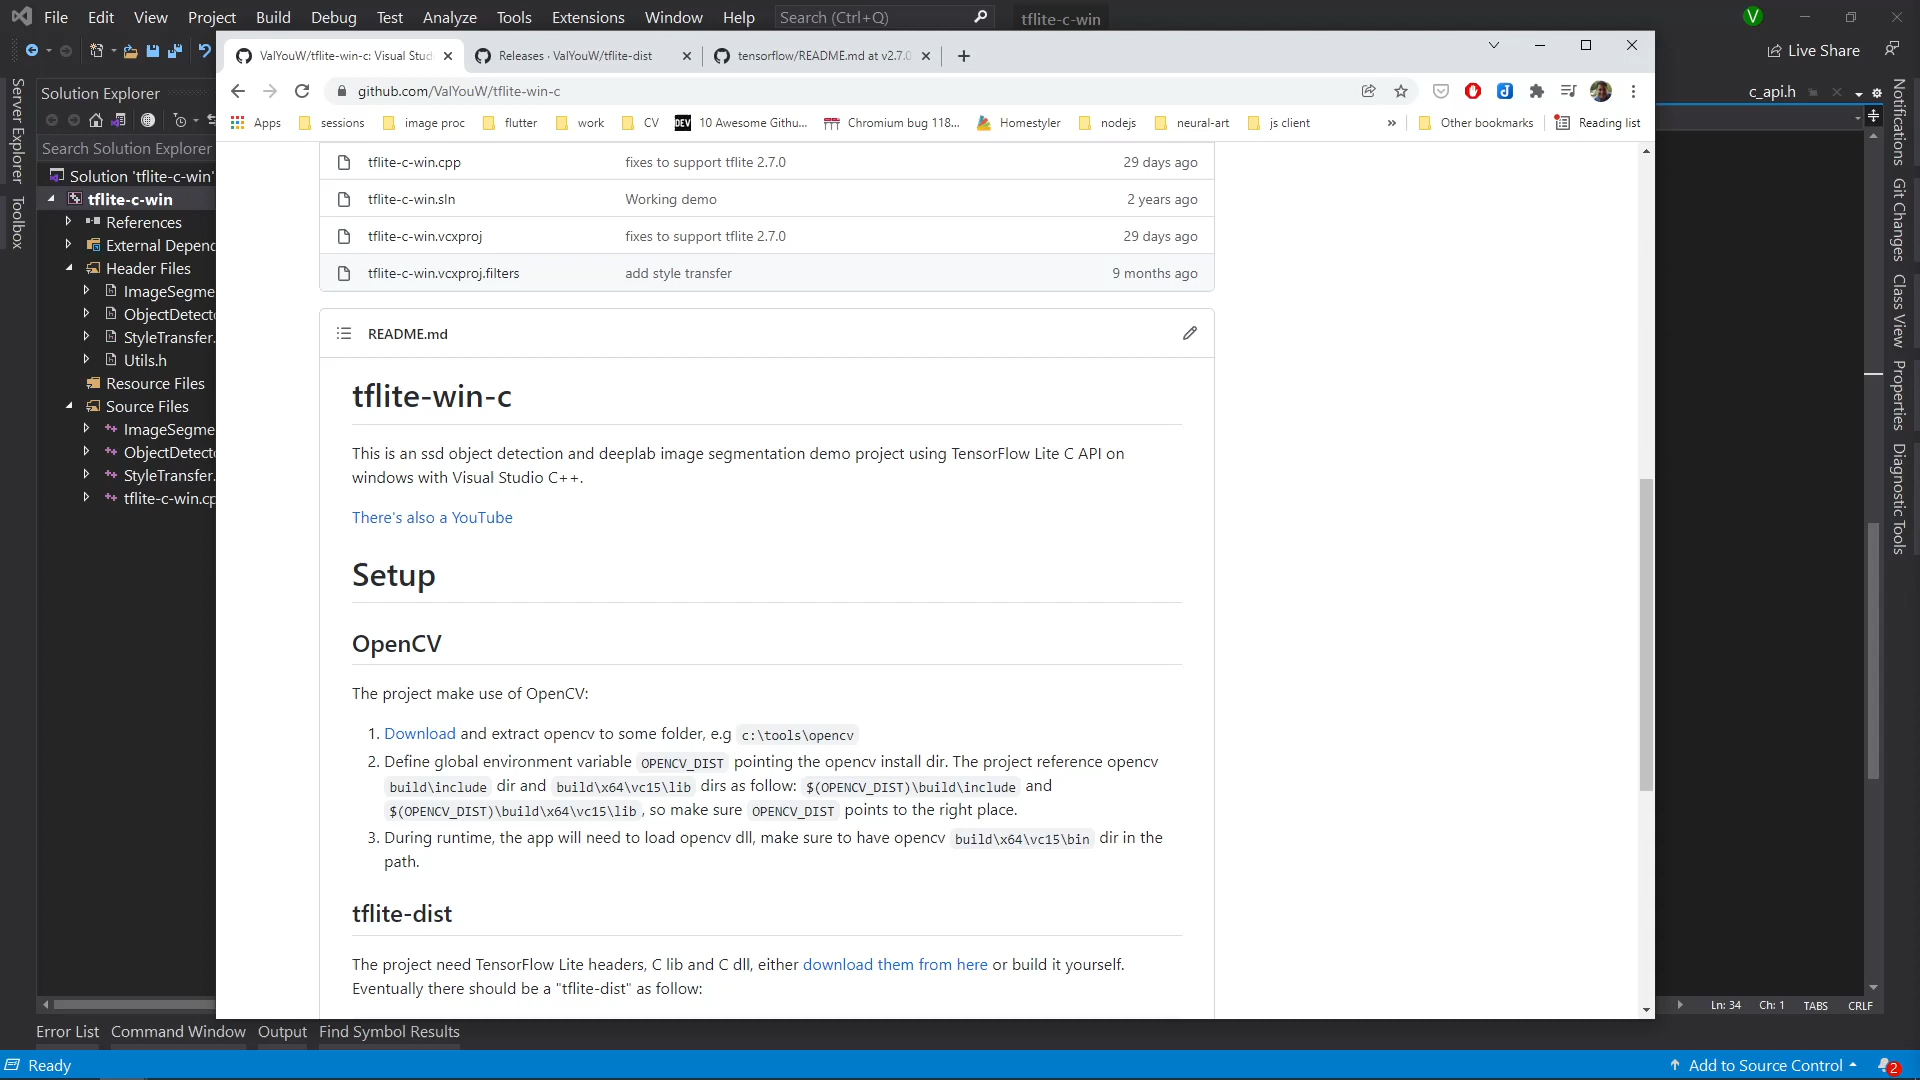 File Edit View Project Build Debug Test Analyze Tools Extensions Window Help Search (Ctrl+Q) tflite-c-win V
ValYouW/tflite-win-c: Visual Stud Releases · ValYouW/tflite-dist tensorflow/README.md at v2.7.0
Live Share
github.com/ValYouW/tflite-win-c
Apps sessions image proc flutter work CV DEV 10 Awesome Githu... Chromium bug 118... Homestyler nodejs neural-art js client » Other bookmarks Reading list
Server Explorer
Toolbox
Solution Explorer
Search Solution Explorer
Solution 'tflite-c-win'
tflite-c-win
References
External Depend
Header Files
ImageSegme
ObjectDetect
StyleTransfer.
Utils.h
Resource Files
Source Files
ImageSegme
ObjectDetect
StyleTransfer.
tflite-c-win.cp
tflite-c-win.cpp fixes to support tflite 2.7.0 29 days ago
tflite-c-win.sln Working demo 2 years ago
tflite-c-win.vcxproj fixes to support tflite 2.7.0 29 days ago
tflite-c-win.vcxproj.filters add style transfer 9 months ago
README.md
tflite-win-c
This is an ssd object detection and deeplab image segmentation demo project using TensorFlow Lite C API on
windows with Visual Studio C++.
There's also a YouTube
Setup
OpenCV
The project make use of OpenCV:
1. Download and extract opencv to some folder, e.g c:\tools\opencv
2. Define global environment variable OPENCV_DIST pointing the opencv install dir. The project reference opencv
build\include dir and build\x64\vc15\lib dirs as follow: $(OPENCV_DIST)\build\include and
$(OPENCV_DIST)\build\x64\vc15\lib , so make sure OPENCV_DIST points to the right place.
3. During runtime, the app will need to load opencv dll, make sure to have opencv build\x64\vc15\bin dir in the
path.
tflite-dist
The project need TensorFlow Lite headers, C lib and C dll, either download them from here or build it yourself.
Eventually there should be a "tflite-dist" as follow:
c_api.h
Notifications
Git Changes
Class View
Properties
Diagnostic Tools
Ln: 34 Ch: 1 TABS CRLF
Error List Command Window Output Find Symbol Results
Ready Add to Source Control 2